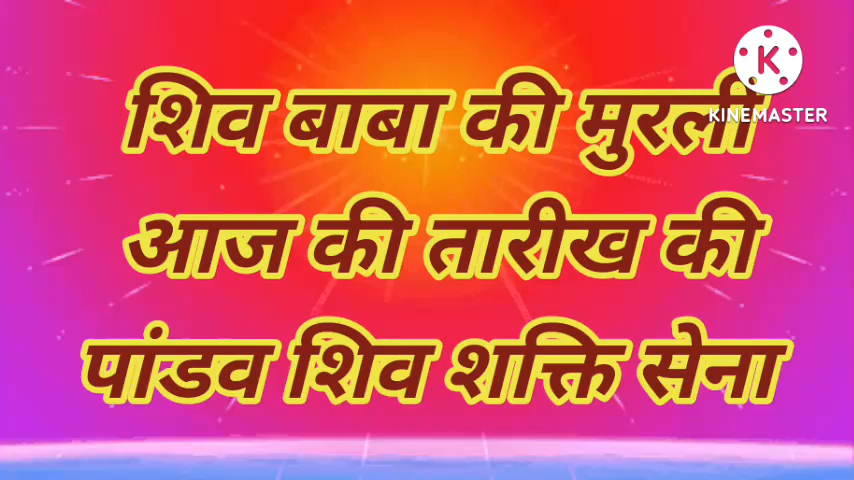 शिव बाबा की मुरली
K
KINEMASTER
आज की तारीख की
पांडव शिव शक्ति सेना